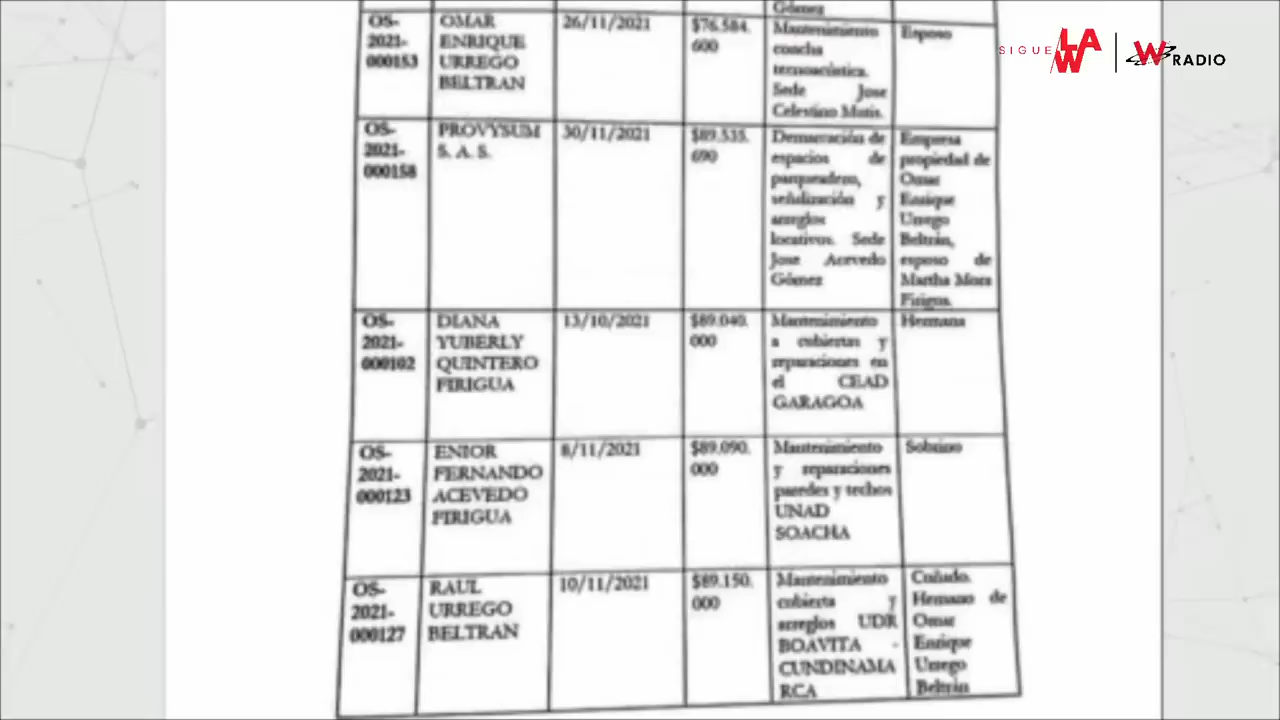 SIGUE LA W
W RADIO
Gómez
OS-
2021-
000153
OMAR
ENRIQUE
URREGO
BELTRAN
26/11/2021
$76.584.
600
Mantenimiento
concha
tecnoacústica.
Sede Jose
Celestino Mutis.
Esposo
OS-
2021-
000158
PROVYSUM
S. A. S.
30/11/2021
$89.535.
690
Demarcación de
espacios de
parqueadero,
señalización y
arreglos
locativos. Sede
Jose Acevedo
Gómez
Empresa
propiedad de
Omar
Enrique
Urrego
Beltrán,
esposo de
Martha Mora
Firigua.
OS-
2021-
000102
DIANA
YUBERLY
QUINTERO
FIRIGUA
13/10/2021
$89.040.
000
Mantenimiento
a cubiertas y
reparaciones en
el CEAD
GARAGOA
Hermana
OS-
2021-
000123
ENIOR
FERNANDO
ACEVEDO
FIRIGUA
8/11/2021
$89.090.
000
Mantenimiento
y reparaciones
paredes y techos
UNAD
SOACHA
Sobrino
OS-
2021-
000127
RAUL
URREGO
BELTRAN
10/11/2021
$89.150.
000
Mantenimiento
cubierta y
arreglos UDR
BOAVITA -
CUNDINAMA
RCA
Cuñado.
Hermano de
Omar
Enrique
Urrego
Beltrán